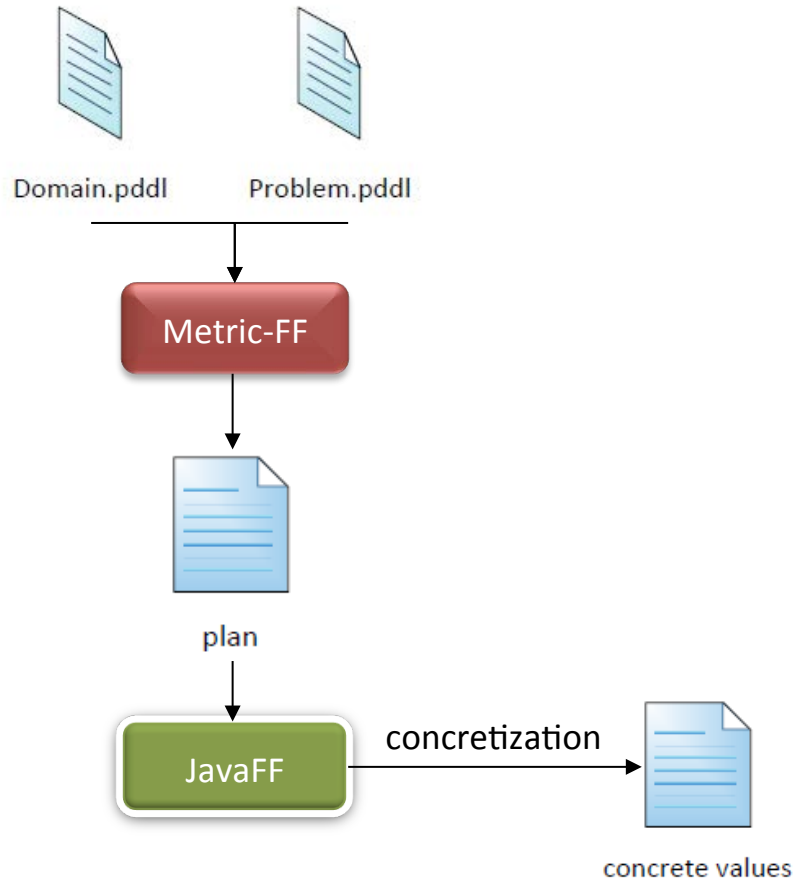 Domain.pddl
Problem.pddl
Metric-FF
plan
JavaFF
concretization
concrete values